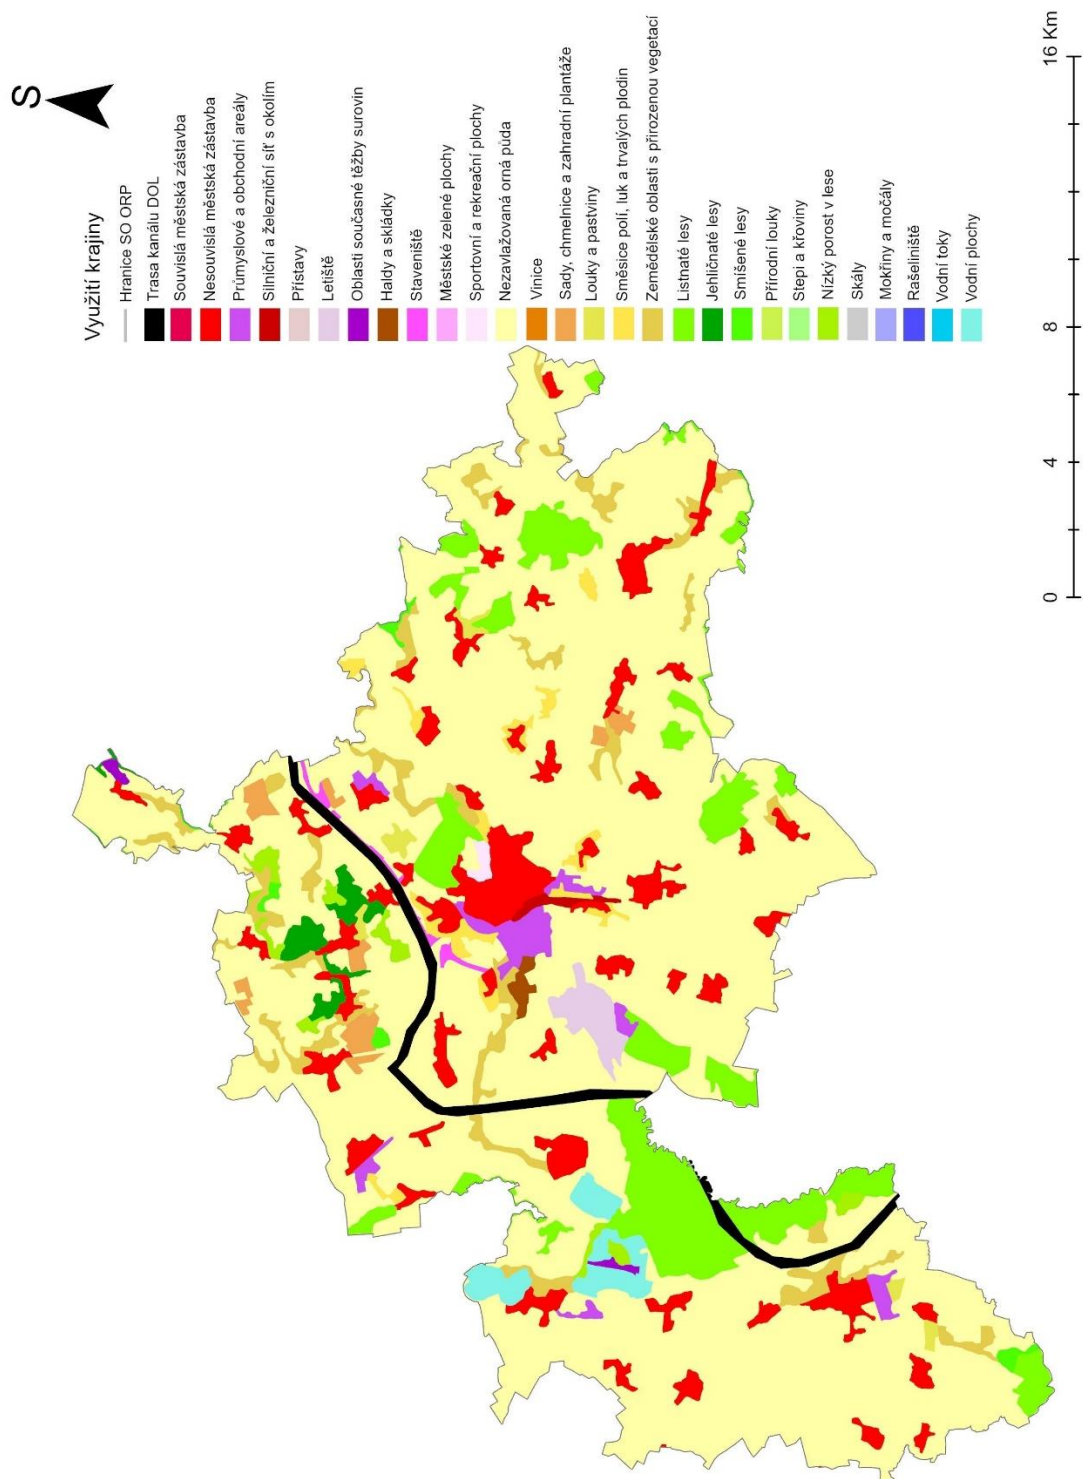 S
Využití krajiny
Hranice SO ORP
Trasa kanálu DOL
Souvislá městská zástavba
Nesouvislá městská zástavba
Průmyslové a obchodní areály
Silniční a železniční síť s okolím
Přístavy
Letiště
Oblasti současné těžby surovin
Haldy a skládky
Staveniště
Městské zelené plochy
Sportovní a rekreační plochy
Nezavlažovaná orná půda
Vinice
Sady, chmelnice a zahradní plantáže
Louky a pastviny
Směsice polí, luk a trvalých plodin
Zemědělské oblasti s přirozenou vegetací
Listnaté lesy
Jehličnaté lesy
Smíšené lesy
Přírodní louky
Stepi a křoviny
Nízký porost v lese
Skály
Mokřiny a močály
Rašeliniště
Vodní toky
Vodní plochy
0 4 8 16 Km